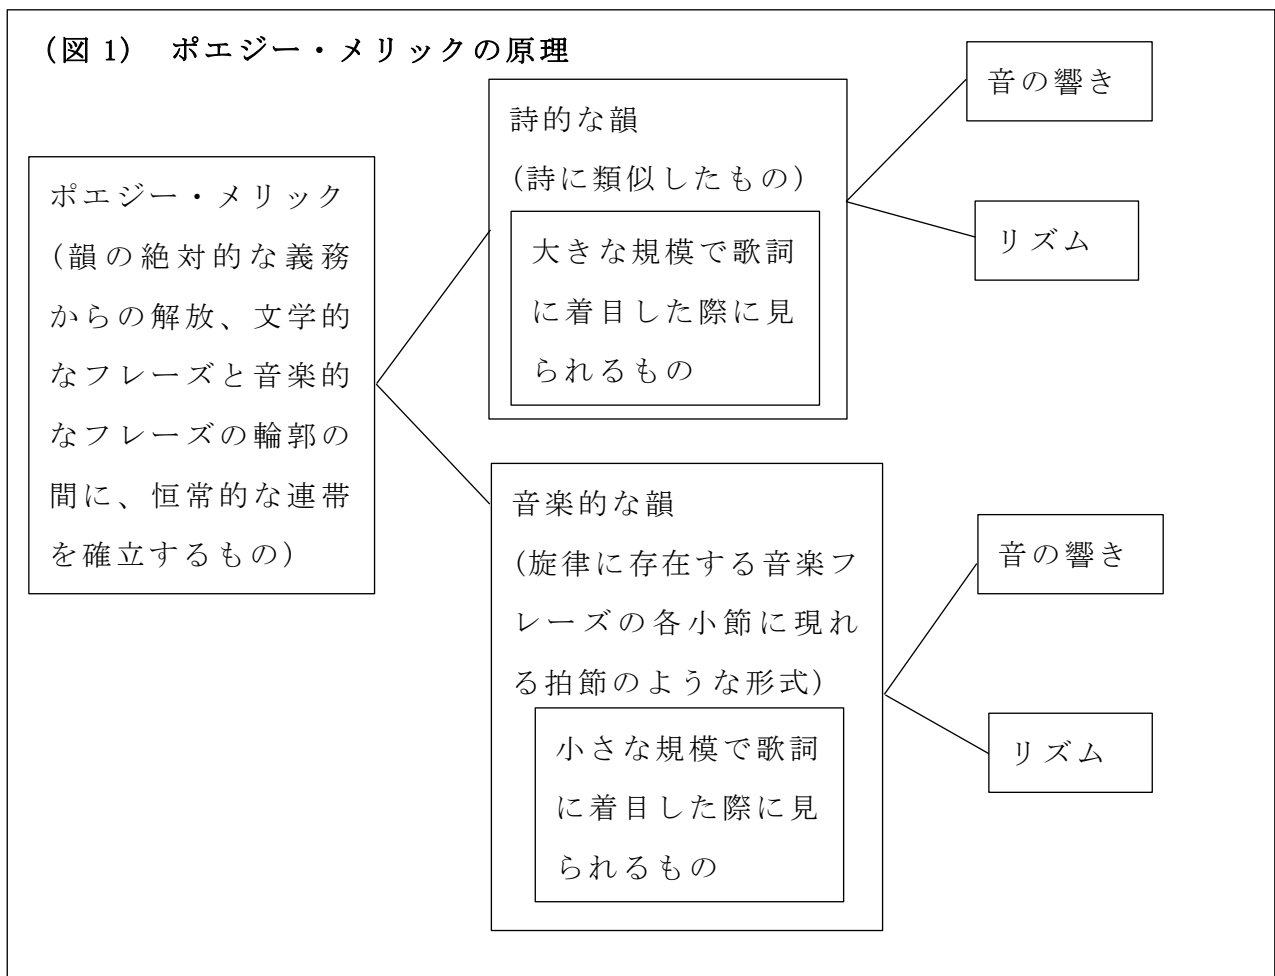 (図 1) ポエジー・メリックの原理
ポエジー・メリック
(韻の絶対的な義務
からの解放、文学的
なフレーズと音楽的
なフレーズの輪郭の
間に、恒常的な連帯
を確立するもの)
詩的な韻
(詩に類似したもの)
大きな規模で歌詞
に着目した際に見
られるもの
音の響き
リズム
音楽的な韻
(旋律に存在する音楽フ
レーズの各小節に現れ
る拍節のような形式)
小さな規模で歌詞
に着目した際に見
られるもの
音の響き
リズム